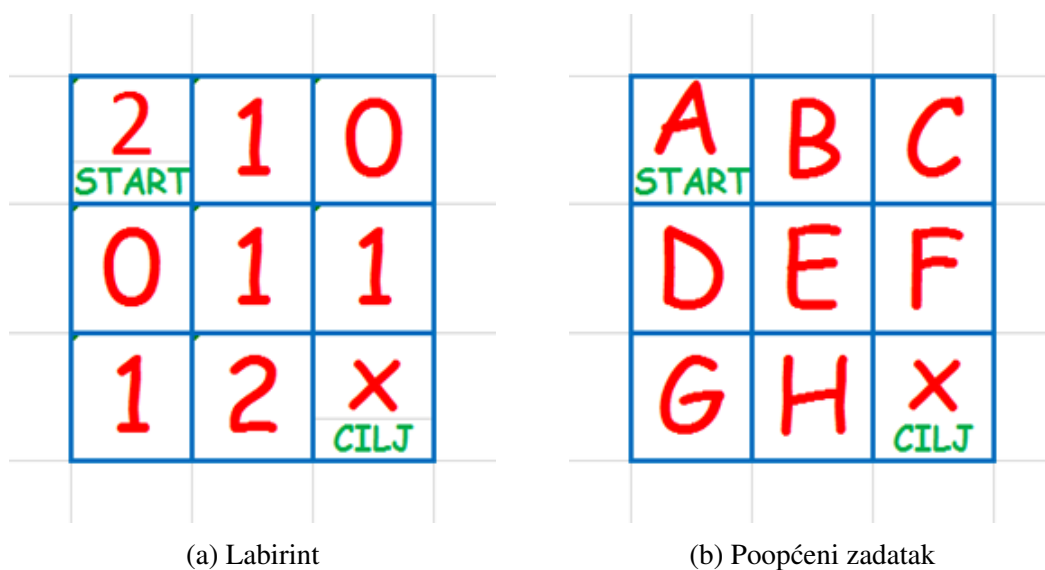 2 1 0 A B C
START START
0 1 1 D E F
1 2 x G H x
CILJ CILJ
(a) Labirint (b) Poopćeni zadatak